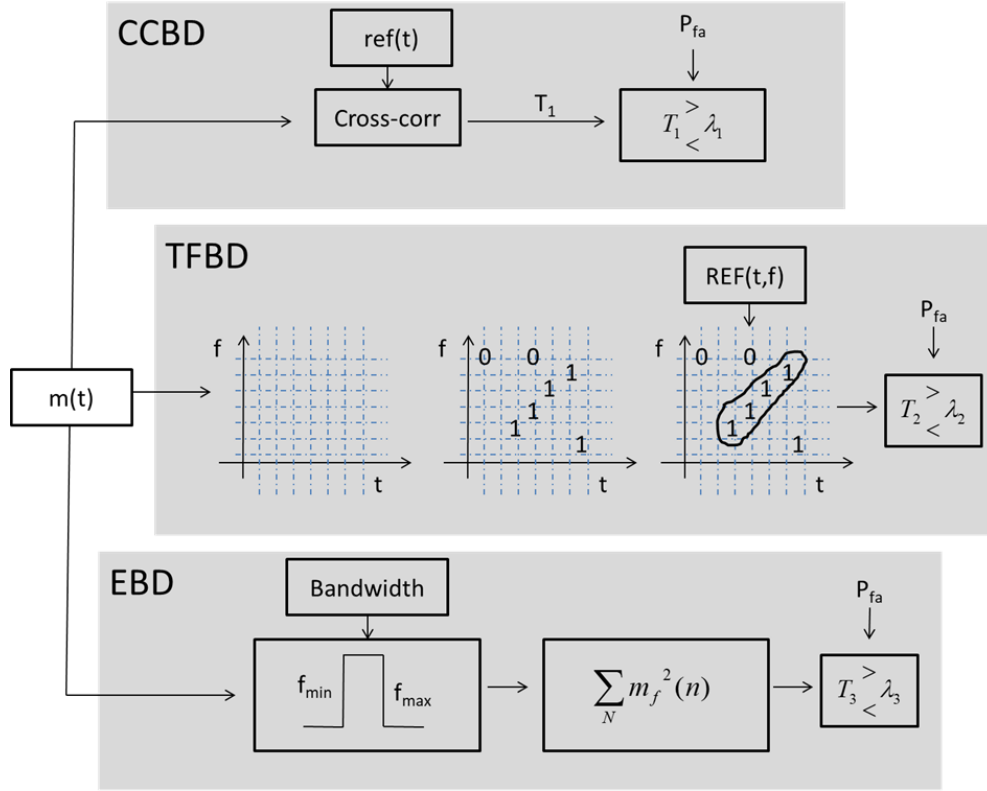 CCBD
ref(t)
Cross-corr
T₁
Pfa
T₁ > < λ₁
TFBD
REF(t,f)
Pfa
m(t)
f
t
f
0 0
1
1
1
1
1
t
f
0 0
1
1
1
1
1
t
T₂ > < λ₂
EBD
Bandwidth
Pfa
fmin
fmax
∑ mf²(n)
N
T₃ > < λ₃